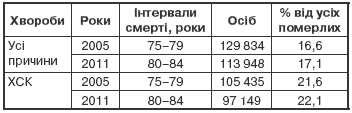 Хвороби Роки Інтервали смерті, роки Осіб % від усіх померлих
Усі причини 2005 75–79 129 834 16,6
2011 80–84 113 948 17,1
ХСК 2005 75–79 105 435 21,6
2011 80–84 97 149 22,1